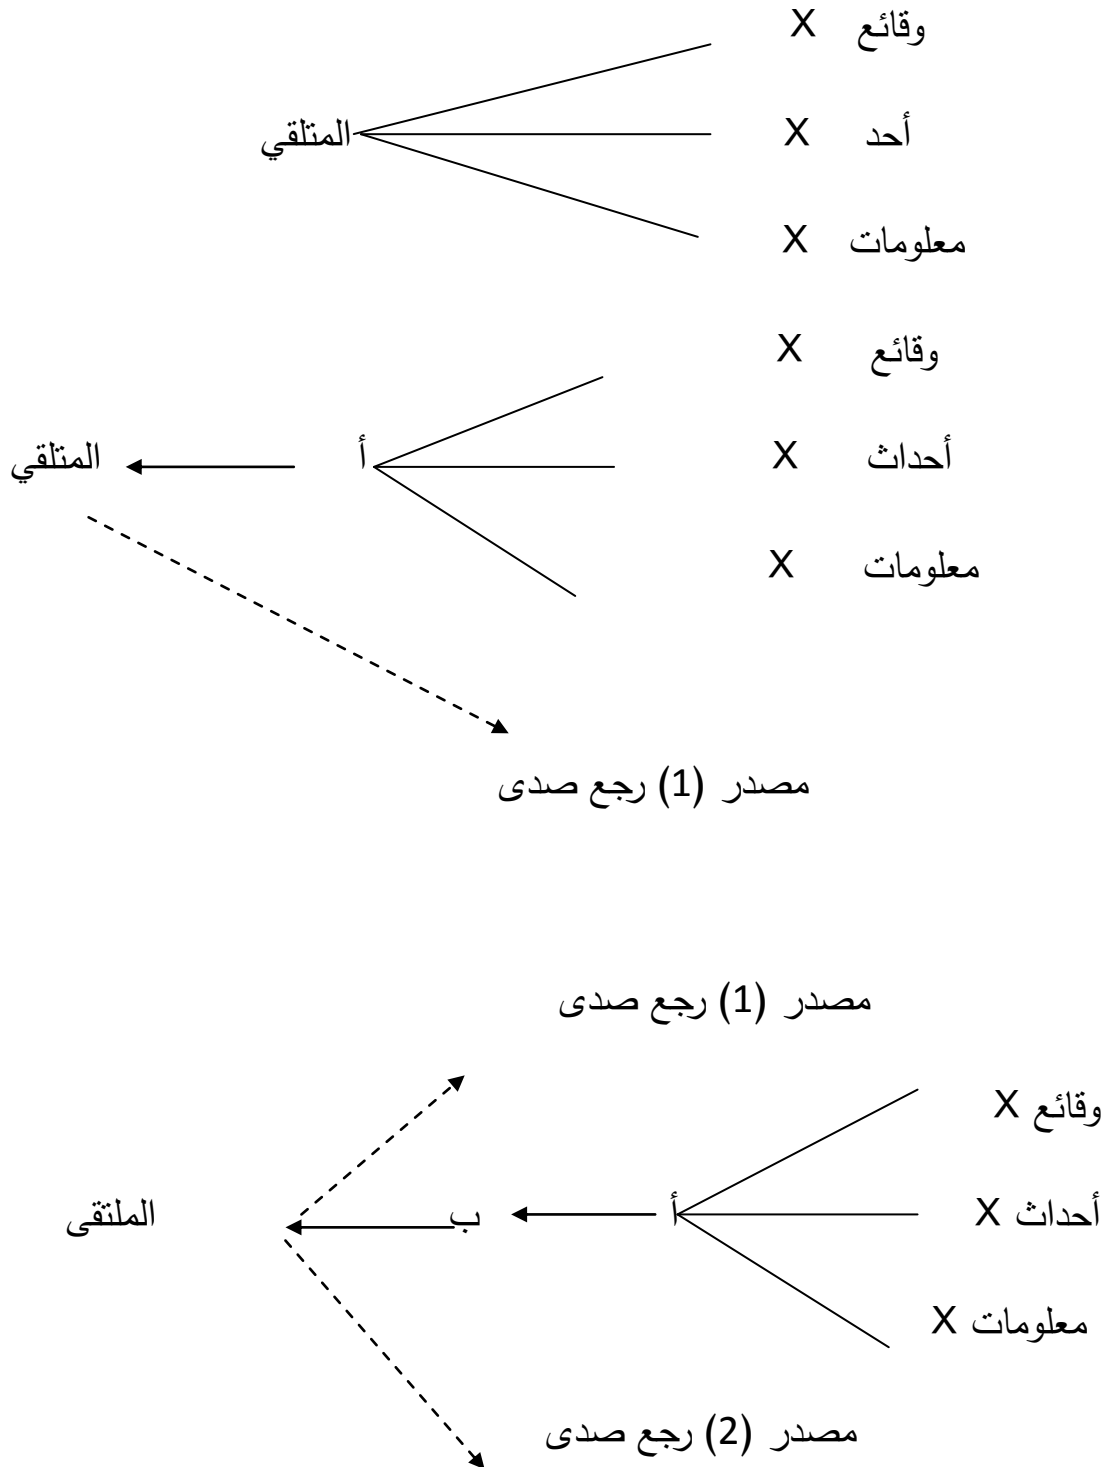 وقائع X
المتلقي
أحد X
معلومات X
وقائع X
أحداث X
أ
المتلقي
معلومات X
مصدر (1) رجع صدى
مصدر (1) رجع صدى
وقائع X
أحداث X
أ
ب
الملتقى
معلومات X
مصدر (2) رجع صدى